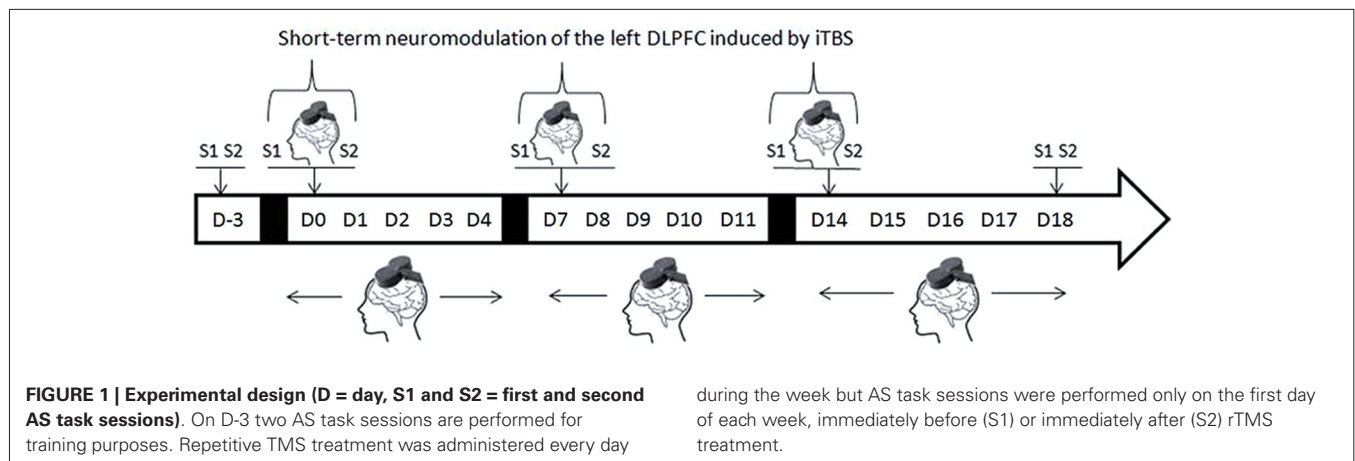 Short-term neuromodulation of the left DLPFC induced by iTBS
S1 S2 S1 S2 S1 S2 S1 S2 S1 S2
D-3 D0 D1 D2 D3 D4 D7 D8 D9 D10 D11 D14 D15 D16 D17 D18
FIGURE 1 | Experimental design (D = day, S1 and S2 = first and second
AS task sessions). On D-3 two AS task sessions are performed for
training purposes. Repetitive TMS treatment was administered every day
during the week but AS task sessions were performed only on the first day
of each week, immediately before (S1) or immediately after (S2) rTMS
treatment.